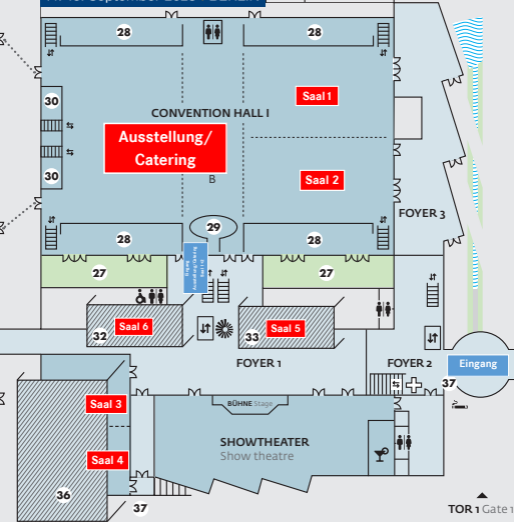 28
28
30
CONVENTION HALL I
Saal 1
Ausstellung/
Catering
B
Saal 2
30
29
FOYER 3
28
28
27
27
Saal 6
32
33
Saal 5
FOYER 1
FOYER 2
Eingang
37
Saal 3
BÜHNE Stage
SHOWTHEATER
Show theatre
Saal 4
36
37
TOR 1 Gate 1